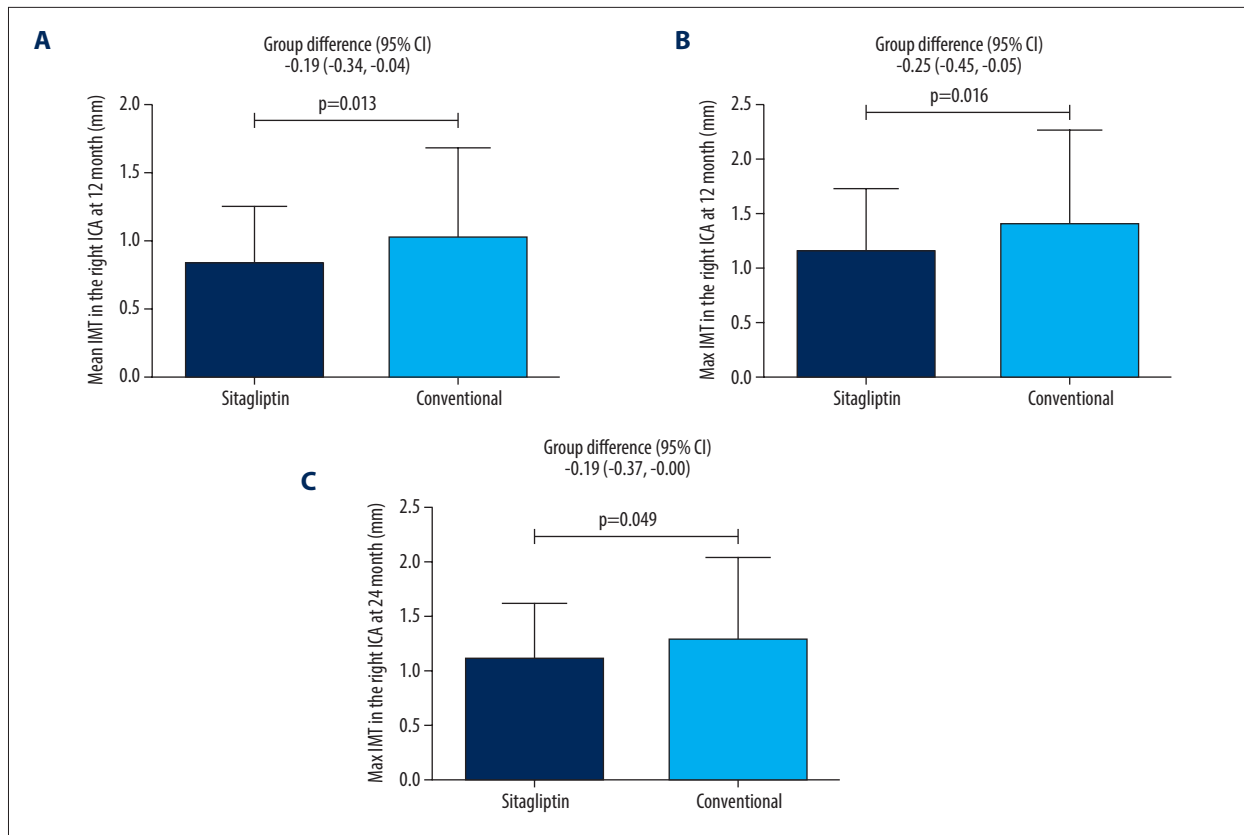 A
Group difference (95% CI)
-0.19 (-0.34, -0.04)
p=0.013
Mean IMT in the right ICA at 12 month (mm)
2.0
1.5
1.0
0.5
0.0
Sitagliptin Conventional
B
Group difference (95% CI)
-0.25 (-0.45, -0.05)
p=0.016
Max IMT in the right ICA at 12 month (mm)
2.5
2.0
1.5
1.0
0.5
0.0
Sitagliptin Conventional
C
Group difference (95% CI)
-0.19 (-0.37, -0.00)
p=0.049
Max IMT in the right ICA at 24 month (mm)
2.5
2.0
1.5
1.0
0.5
0.0
Sitagliptin Conventional